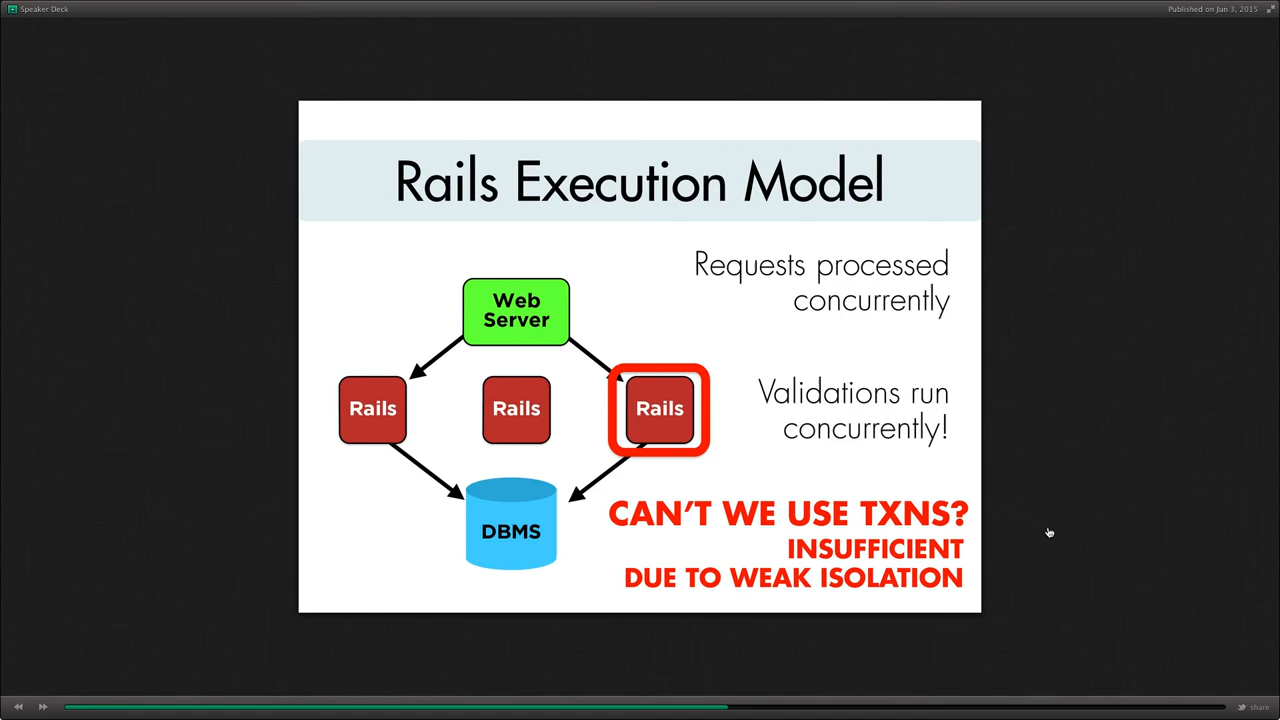 Speaker Deck
Published on Jun 3, 2015
Rails Execution Model
Requests processed
concurrently
Web
Server
Rails
Rails
Rails
Validations run
concurrently!
DBMS
CAN'T WE USE TXNS?
INSUFFICIENT
DUE TO WEAK ISOLATION
share